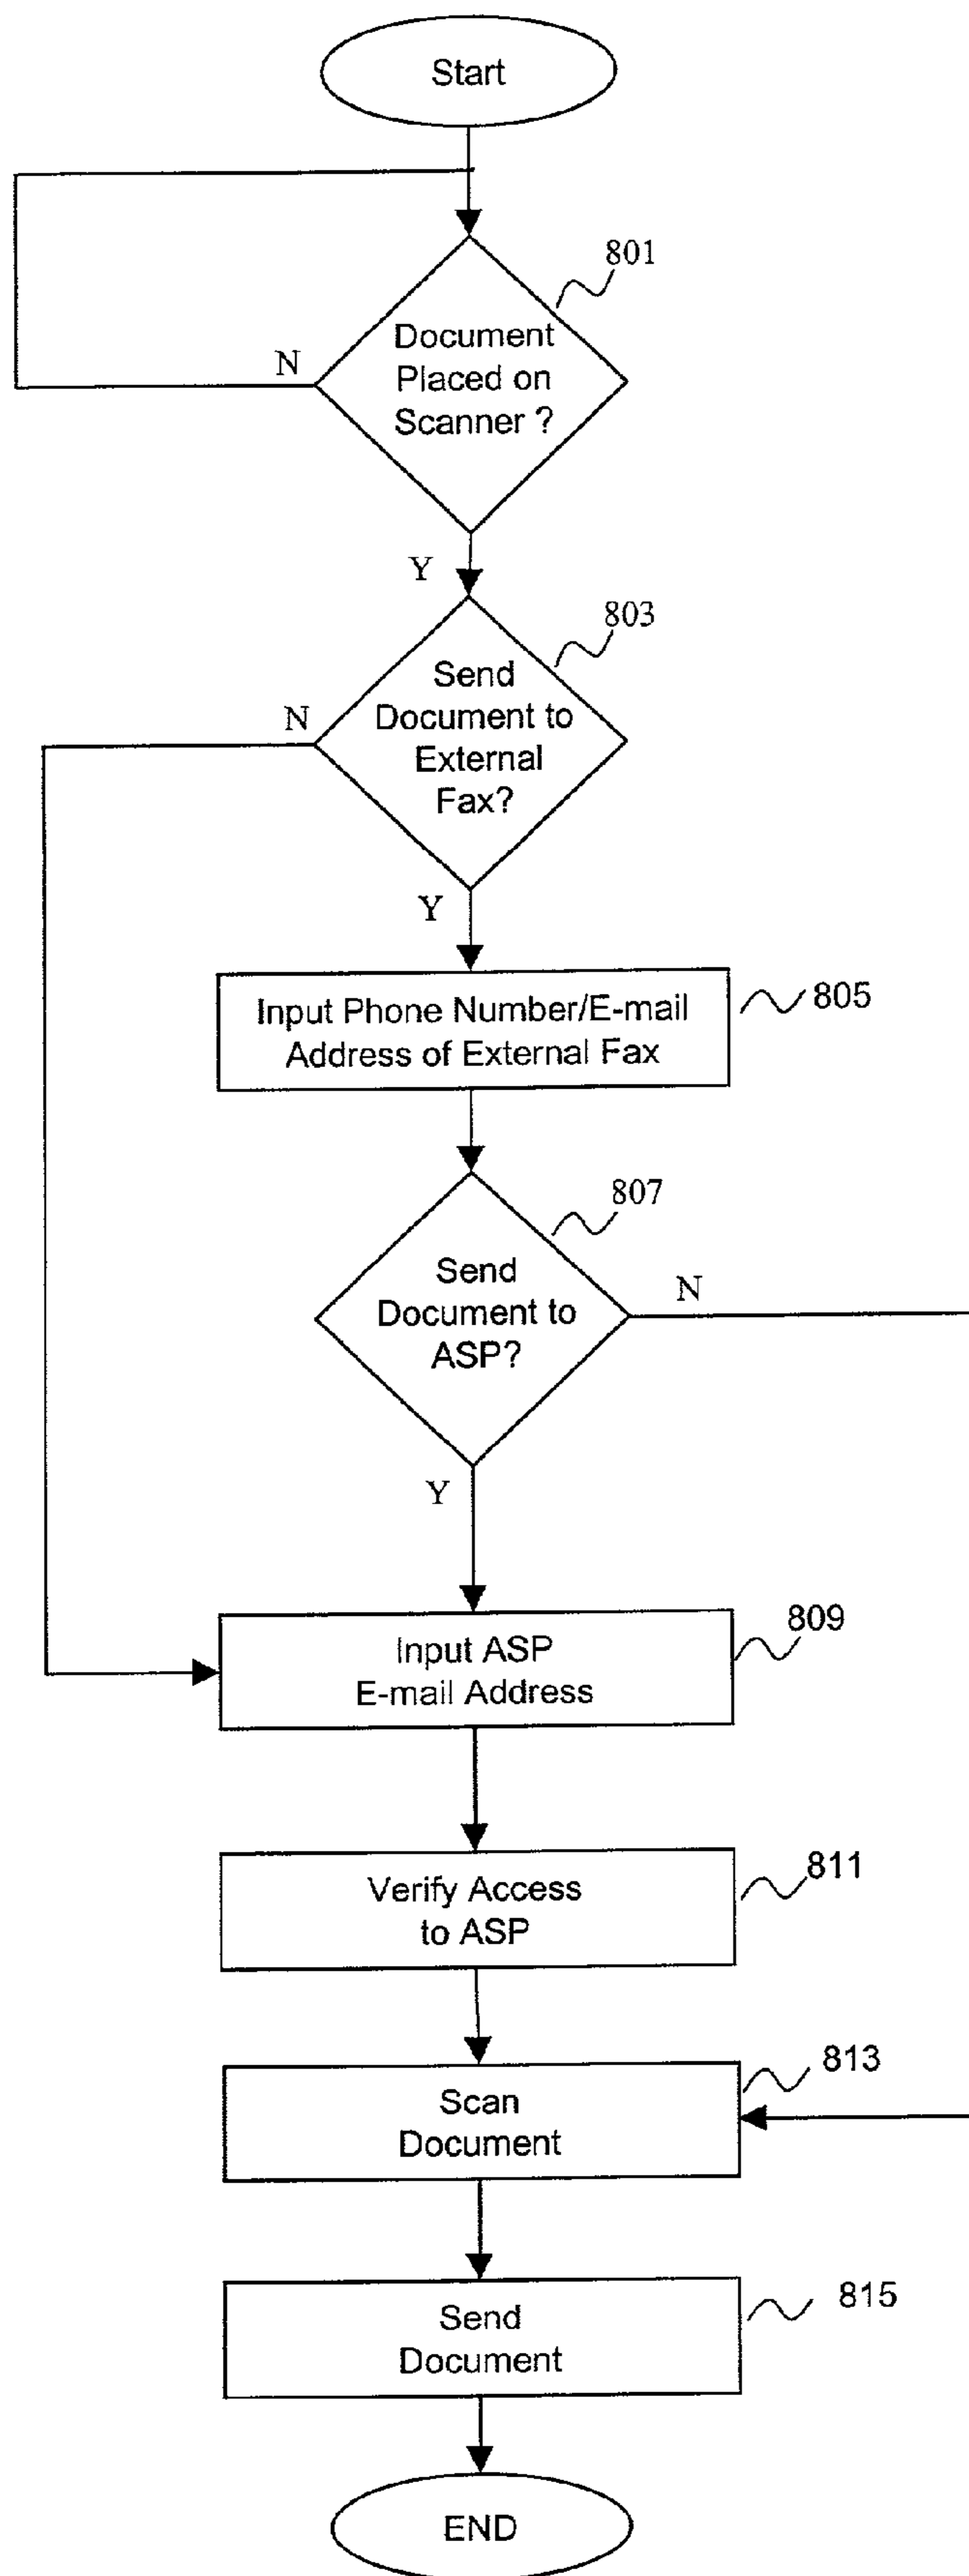 Start
801
Document
Placed on
Scanner ?
N
Y
803
Send
Document to
External
Fax?
N
Y
Input Phone Number/E-mail
Address of External Fax
805
807
Send
Document to
ASP?
N
Y
Input ASP
E-mail Address
809
Verify Access
to ASP
811
Scan
Document
813
Send
Document
815
END